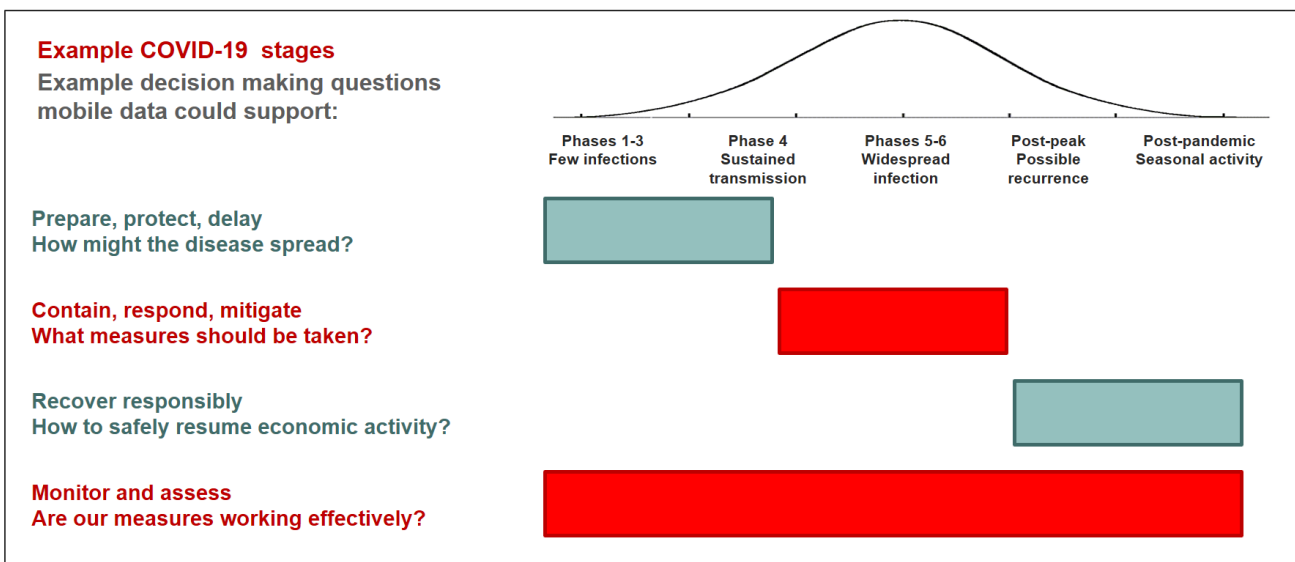 Example COVID-19 stages
Example decision making questions
mobile data could support:
Phases 1-3
Few infections
Phase 4
Sustained
transmission
Phases 5-6
Widespread
infection
Post-peak
Possible
recurrence
Post-pandemic
Seasonal activity
Prepare, protect, delay
How might the disease spread?
Contain, respond, mitigate
What measures should be taken?
Recover responsibly
How to safely resume economic activity?
Monitor and assess
Are our measures working effectively?